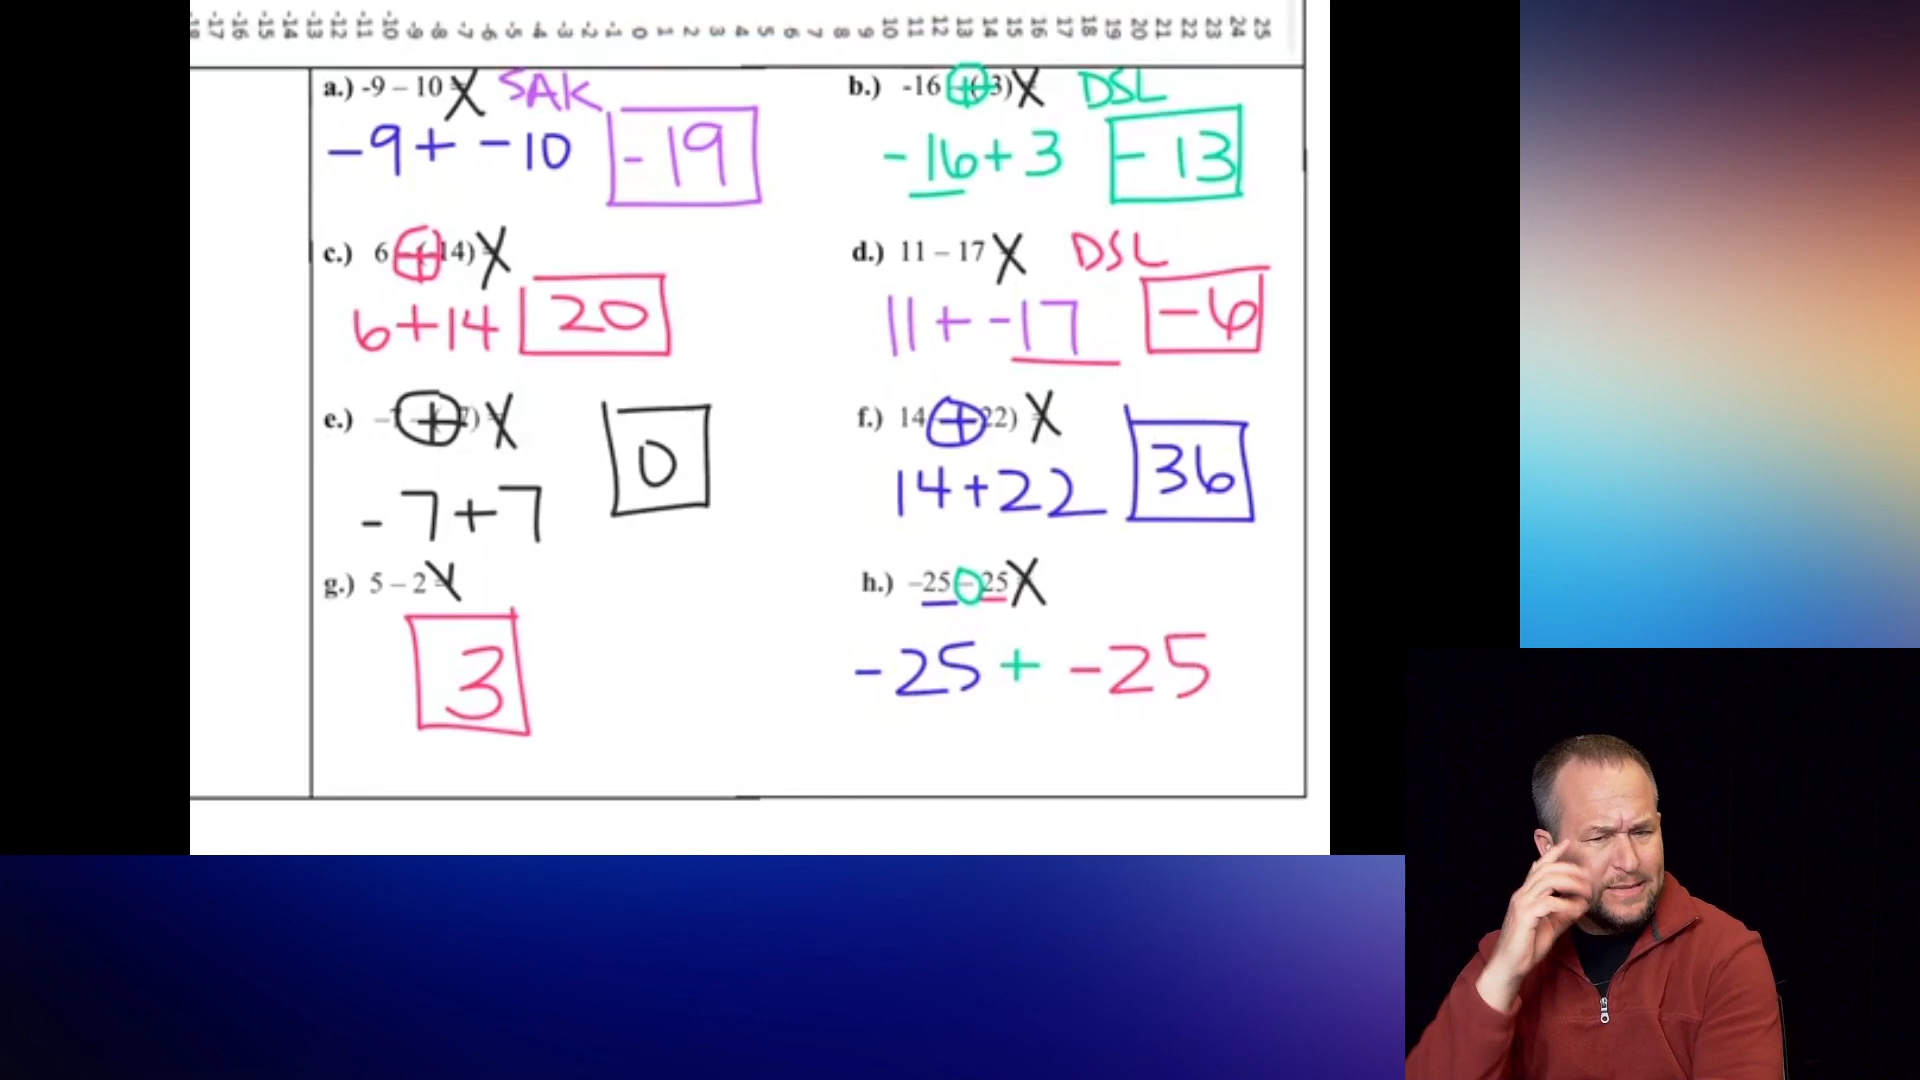 -17 -16 -15 -14 -13 -12 -11 -10 -9 -8 -7 -6 -5 -4 -3 -2 -1 0 1 2 3 4 5 6 7 8 9 10 11 12 13 14 15 16 17 18 19 20 21 22 23 24 25
a.) -9 – 10 X SAK
-9 + -10 -19
b.) -16 + 3) X DSL
-16 + 3 -13
c.) 6 + 14) X
6+14 20
d.) 11 – 17 X DSL
11 + -17 -6
e.) –7 + 7) X
-7+7 0
f.) 14 + 22) X
14+22 36
g.) 5 – 2 X
3
h.) –25 – 25 X
-25 + -25